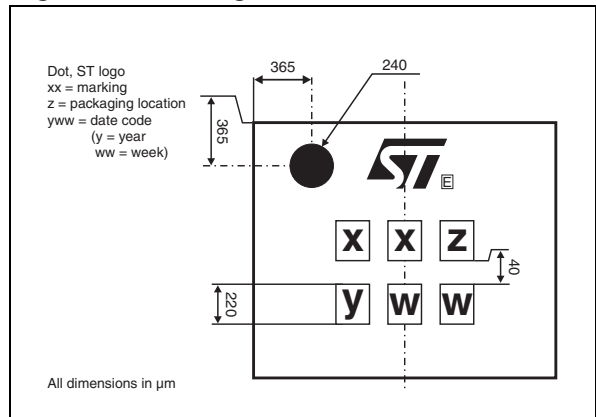 365
240
Dot, ST logo
xx = marking
z = packaging location
yww = date code
(y = year
ww = week)
365
ST
E
x x z
40
y w w
220
All dimensions in µm